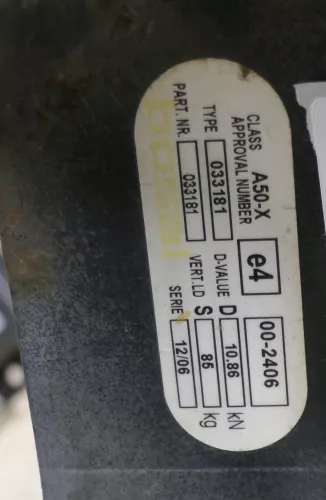 CLASS A50-X
APPROVAL NUMBER e4 00-2406
TYPE 033181 D-VALUE D 10.86 kN
PART. NR. 033181 VERT.LD S 85 kg
SERIE 12/06